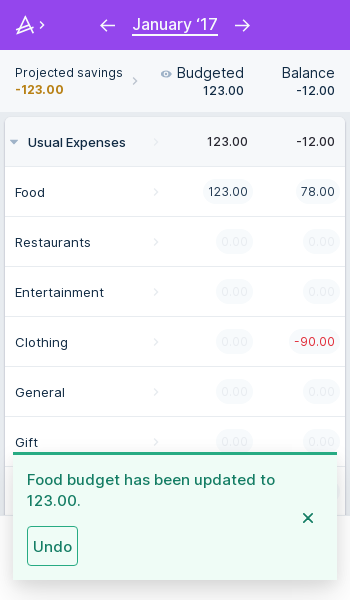 January ‘17
Projected savings
-123.00
Budgeted
123.00
Balance
-12.00
Usual Expenses 123.00 -12.00
Food 123.00 78.00
Restaurants 0.00 0.00
Entertainment 0.00 0.00
Clothing 0.00 -90.00
General 0.00 0.00
Gift 0.00 0.00
Food budget has been updated to
123.00.
Undo